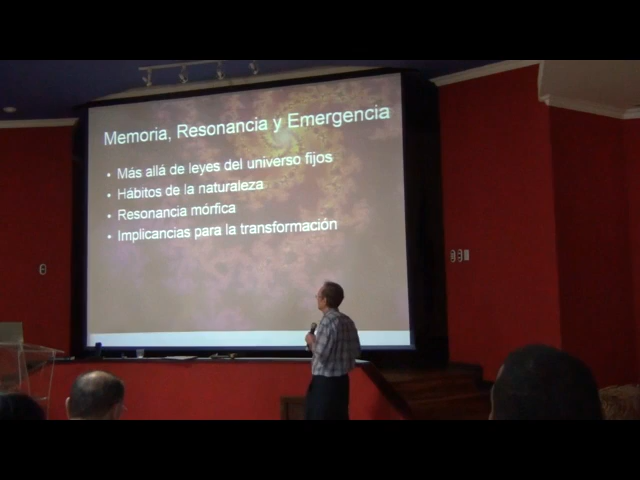 Memoria, Resonancia y Emergencia
• Más allá de leyes del universo fijos
• Hábitos de la naturaleza
• Resonancia mórfica
• Implicancias para la transformación